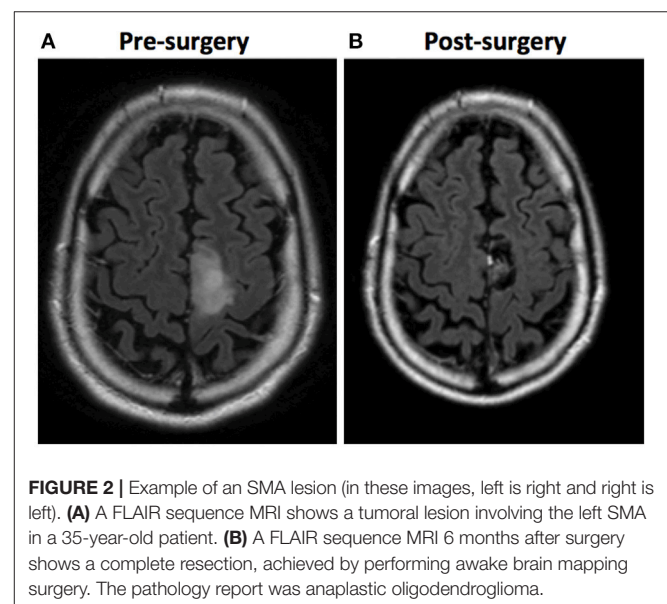 A Pre-surgery B Post-surgery
FIGURE 2 | Example of an SMA lesion (in these images, left is right and right is
left). (A) A FLAIR sequence MRI shows a tumoral lesion involving the left SMA
in a 35-year-old patient. (B) A FLAIR sequence MRI 6 months after surgery
shows a complete resection, achieved by performing awake brain mapping
surgery. The pathology report was anaplastic oligodendroglioma.